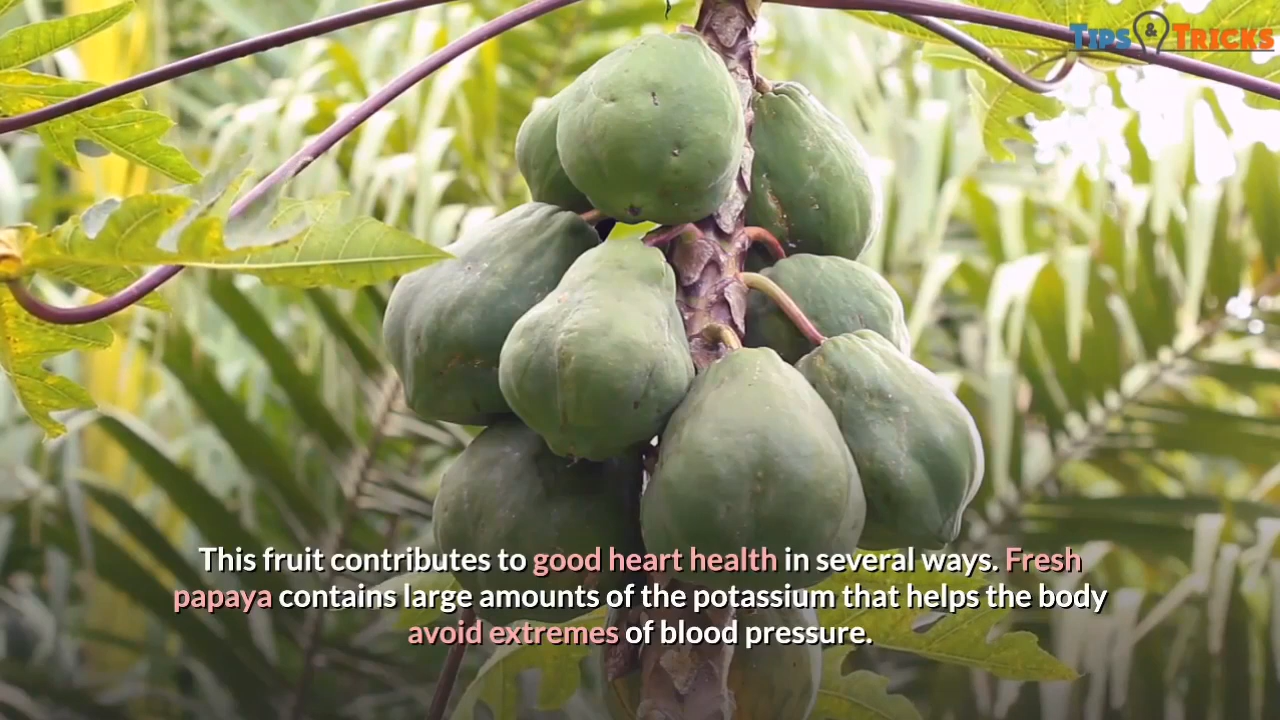 TIPS & TRICKS
This fruit contributes to good heart health in several ways. Fresh
papaya contains large amounts of the potassium that helps the body
avoid extremes of blood pressure.